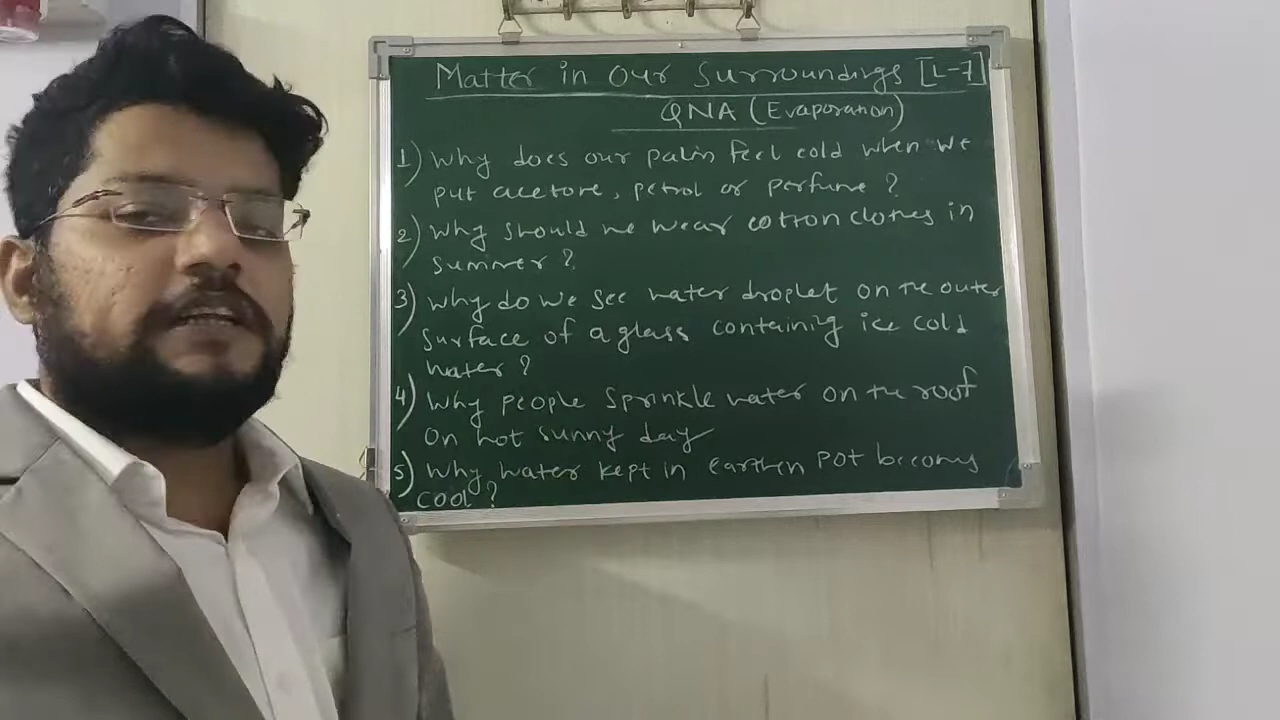 Matter in Our Surroundings [L-7]
QNA (Evaporation)
1) Why does our palm feel cold when we
put acetone, petrol or perfume ?
2) Why should we wear cotton clothes in
summer ?
3) Why do we see water droplet on the outer
surface of a glass containing ice cold
water ?
4) Why people sprinkle water on the roof
on hot sunny day
5) Why water kept in earthen pot becomes
cool ?